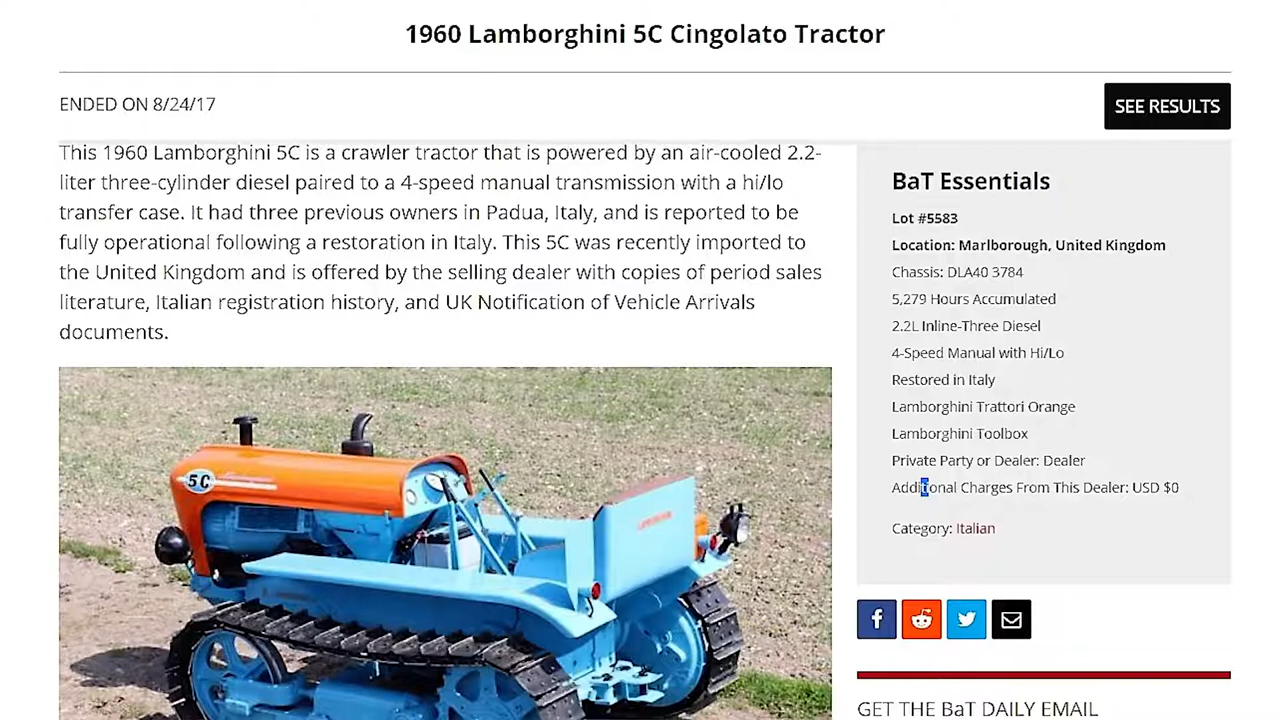 1960 Lamborghini 5C Cingolato Tractor
ENDED ON 8/24/17
SEE RESULTS
This 1960 Lamborghini 5C is a crawler tractor that is powered by an air-cooled 2.2-
liter three-cylinder diesel paired to a 4-speed manual transmission with a hi/lo
transfer case. It had three previous owners in Padua, Italy, and is reported to be
fully operational following a restoration in Italy. This 5C was recently imported to
the United Kingdom and is offered by the selling dealer with copies of period sales
literature, Italian registration history, and UK Notification of Vehicle Arrivals
documents.
5C
BaT Essentials
Lot #5583
Location: Marlborough, United Kingdom
Chassis: DLA40 3784
5,279 Hours Accumulated
2.2L Inline-Three Diesel
4-Speed Manual with Hi/Lo
Restored in Italy
Lamborghini Trattori Orange
Lamborghini Toolbox
Private Party or Dealer: Dealer
Additional Charges From This Dealer: USD $0
Category: Italian
GET THE BaT DAILY EMAIL